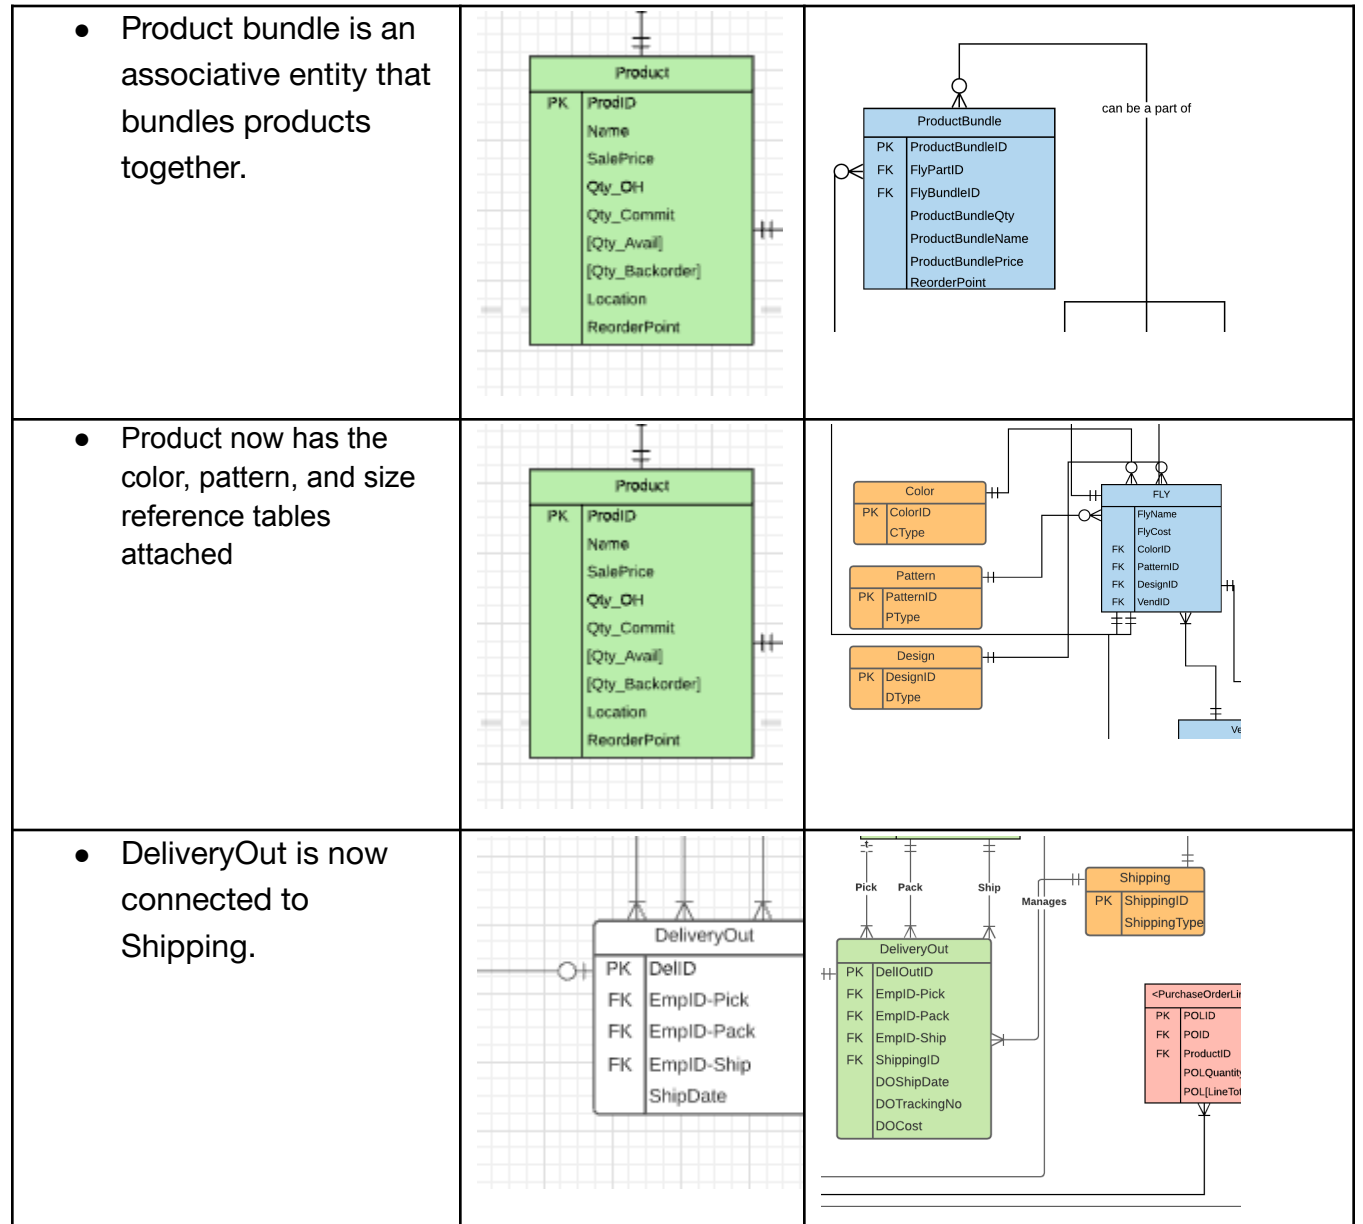 ● Product bundle is an
associative entity that
bundles products
together.
Product
PK ProdID
Name
SalePrice
Qty_OH
Qty_Commit
[Qty_Avail]
[Qty_Backorder]
Location
ReorderPoint
can be a part of
ProductBundle
PK ProductBundleID
FK FlyPartID
FK FlyBundleID
ProductBundleQty
ProductBundleName
ProductBundlePrice
ReorderPoint
● Product now has the
color, pattern, and size
reference tables
attached
Product
PK ProdID
Name
SalePrice
Qty_OH
Qty_Commit
[Qty_Avail]
[Qty_Backorder]
Location
ReorderPoint
Color
PK ColorID
CType
Pattern
PK PatternID
PType
Design
PK DesignID
DType
FLY
FlyName
FlyCost
FK ColorID
FK PatternID
FK DesignID
FK VendID
Ve
● DeliveryOut is now
connected to
Shipping.
DeliveryOut
PK DelID
FK EmpID-Pick
FK EmpID-Pack
FK EmpID-Ship
ShipDate
Pick Pack Ship
Manages
Shipping
PK ShippingID
ShippingType
DeliveryOut
PK DellOutID
FK EmpID-Pick
FK EmpID-Pack
FK EmpID-Ship
FK ShippingID
DOShipDate
DOTrackingNo
DOCost
<PurchaseOrderLin
PK POLID
FK POID
FK ProductID
POLQuantity
POL[LineTot